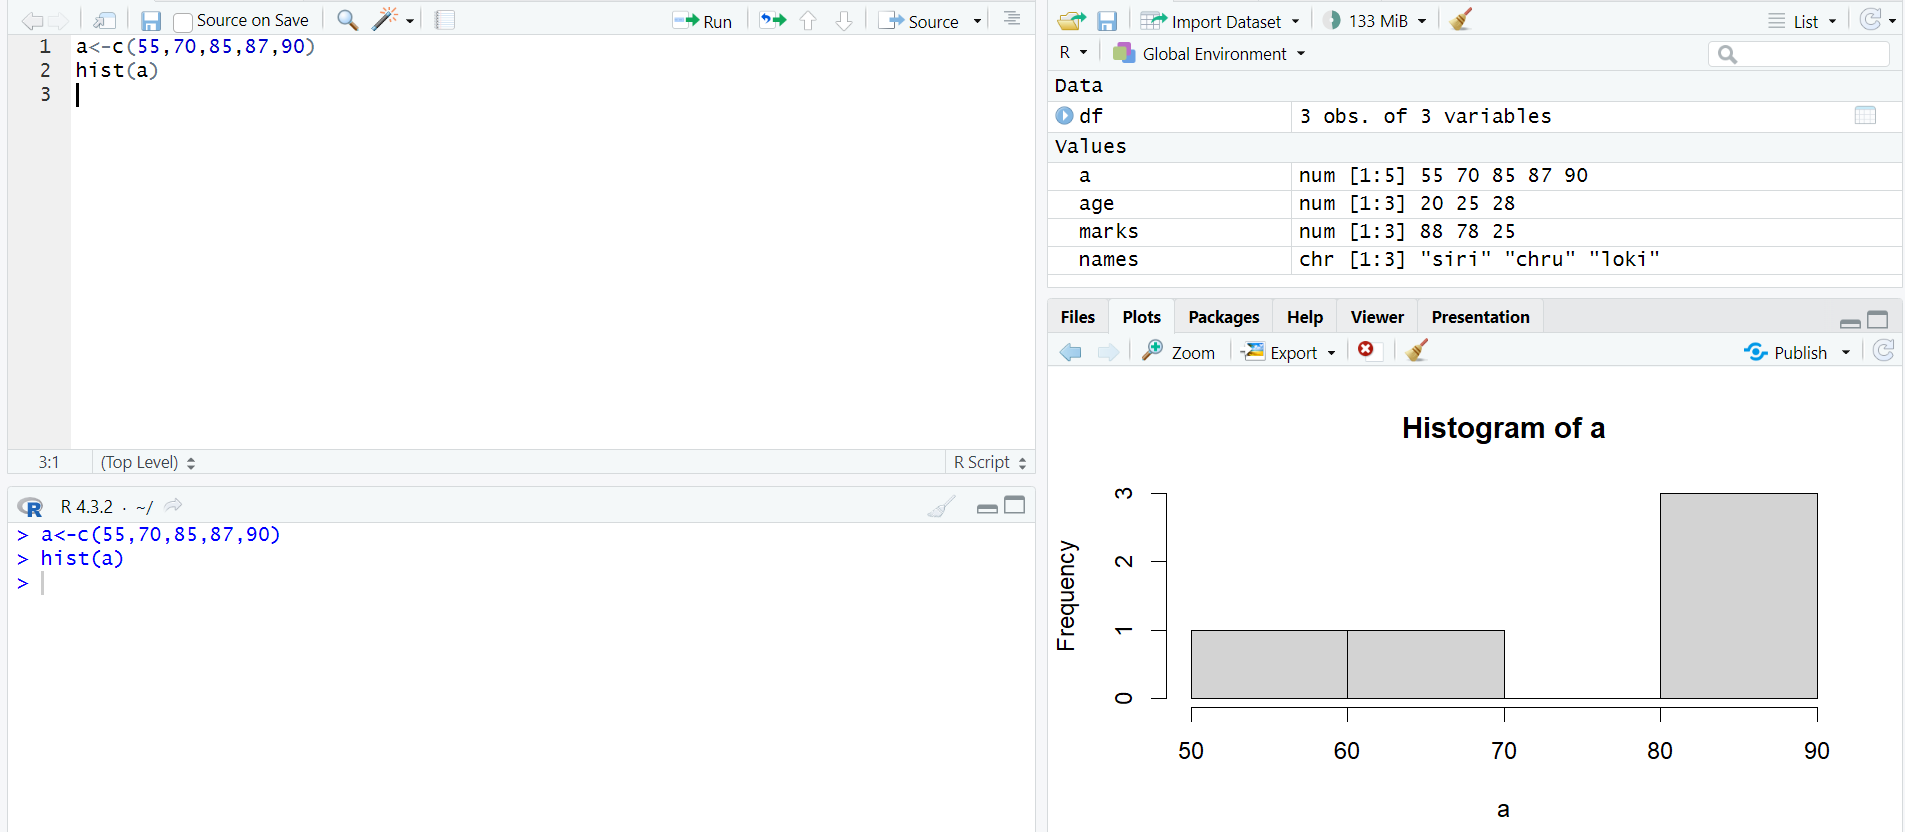 Source on Save Run Source
1 a<-c(55,70,85,87,90)
2 hist(a)
3
3:1 (Top Level) R Script
R 4.3.2 · ~/
> a<-c(55,70,85,87,90)
> hist(a)
>
Import Dataset 133 MiB List
R Global Environment
Data
df 3 obs. of 3 variables
Values
a num [1:5] 55 70 85 87 90
age num [1:3] 20 25 28
marks num [1:3] 88 78 25
names chr [1:3] "siri" "chru" "loki"
Files Plots Packages Help Viewer Presentation
Zoom Export Publish
Histogram of a
Frequency
3
2
1
0
50 60 70 80 90
a